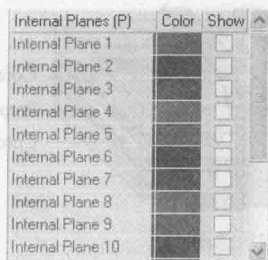 Internal Planes (P) Color Show
Internal Plane 1
Internal Plane 2
Internal Plane 3
Internal Plane 4
Internal Plane 5
Internal Plane 6
Internal Plane 7
Internal Plane 8
Internal Plane 9
Internal Plane 10